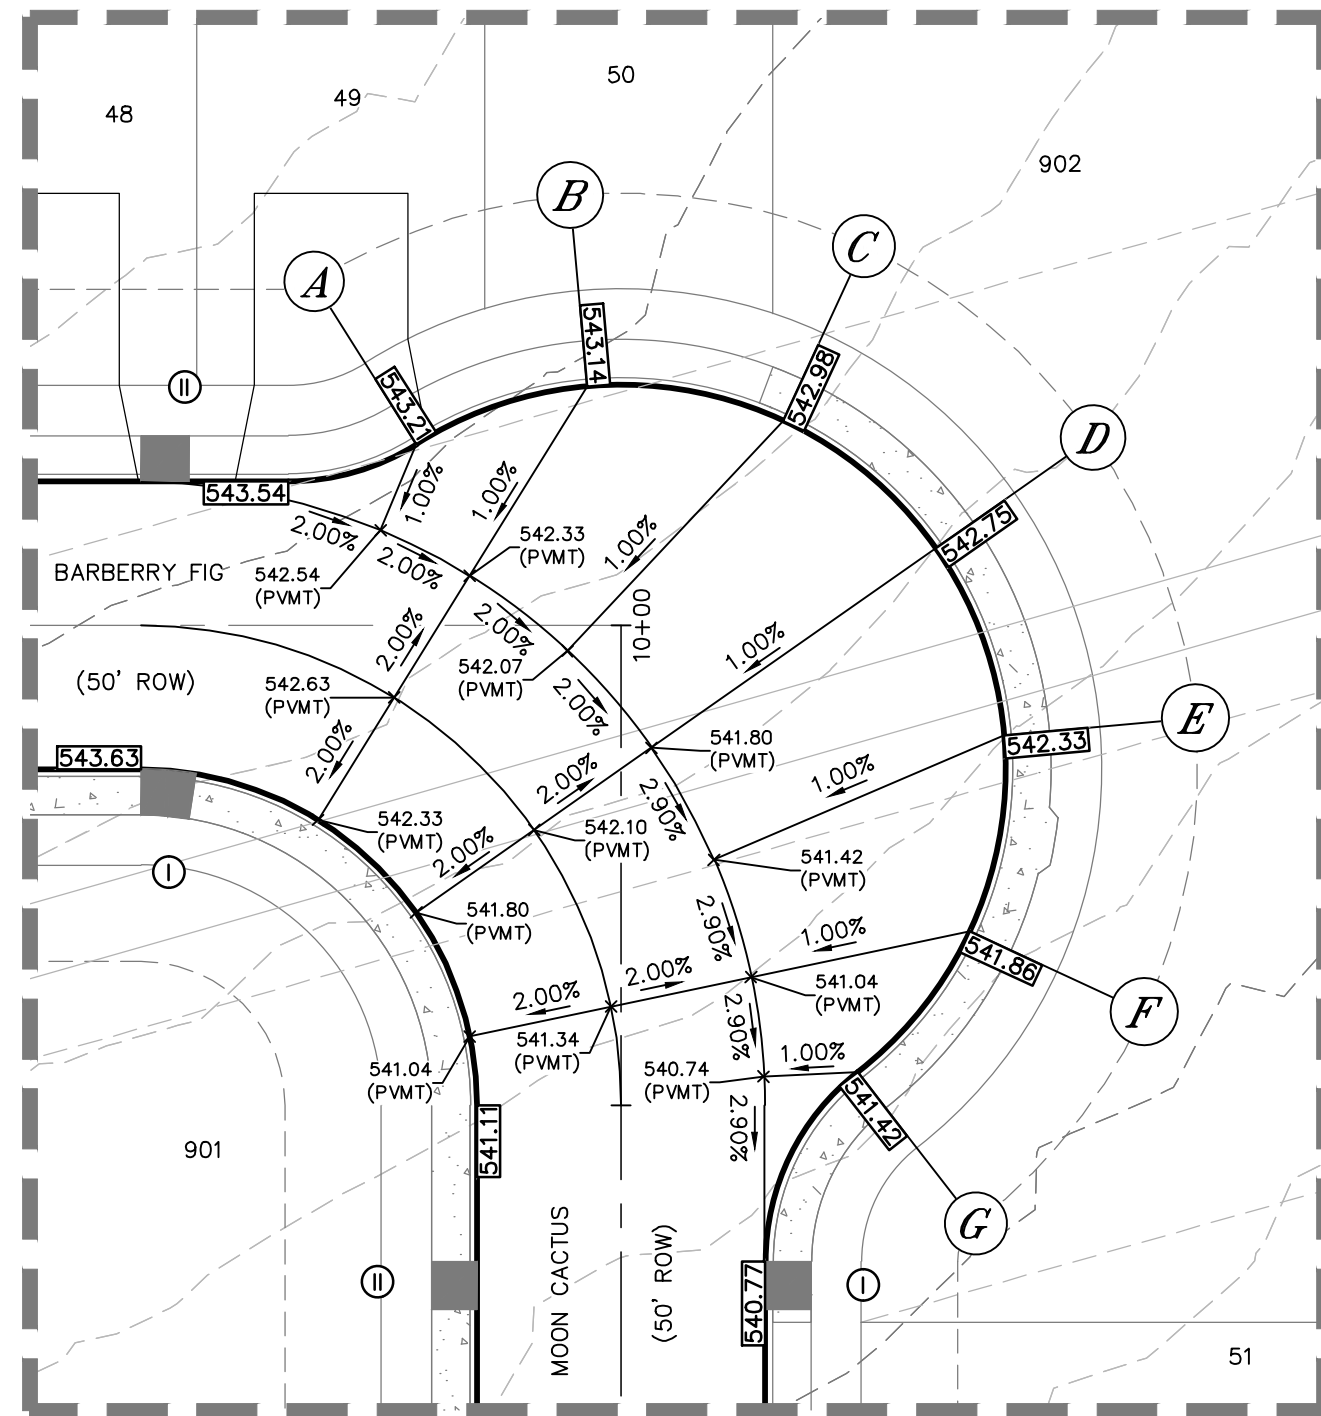 50
49
48
902
B
C
A
543.14
542.98
II
543.21
D
543.54
1.00%
1.00%
542.75
2.00%
542.33
(PVMT)
1.00%
2.00%
BARBERRY FIG
542.54
(PVMT)
2.00%
10+00
2.00%
542.07
(PVMT)
1.00%
(50' ROW)
542.63
(PVMT)
2.00%
E
542.33
541.80
(PVMT)
543.63
2.00%
2.00%
1.00%
2.90%
542.33
(PVMT)
542.10
(PVMT)
2.00%
541.42
(PVMT)
I
541.80
(PVMT)
2.90%
1.00%
541.86
2.00%
2.00%
541.04
(PVMT)
F
2.90%
541.34
(PVMT)
541.04
(PVMT)
540.74
(PVMT)
1.00%
541.42
541.11
2.90%
901
G
MOON CACTUS
(50' ROW)
II
I
540.77
51